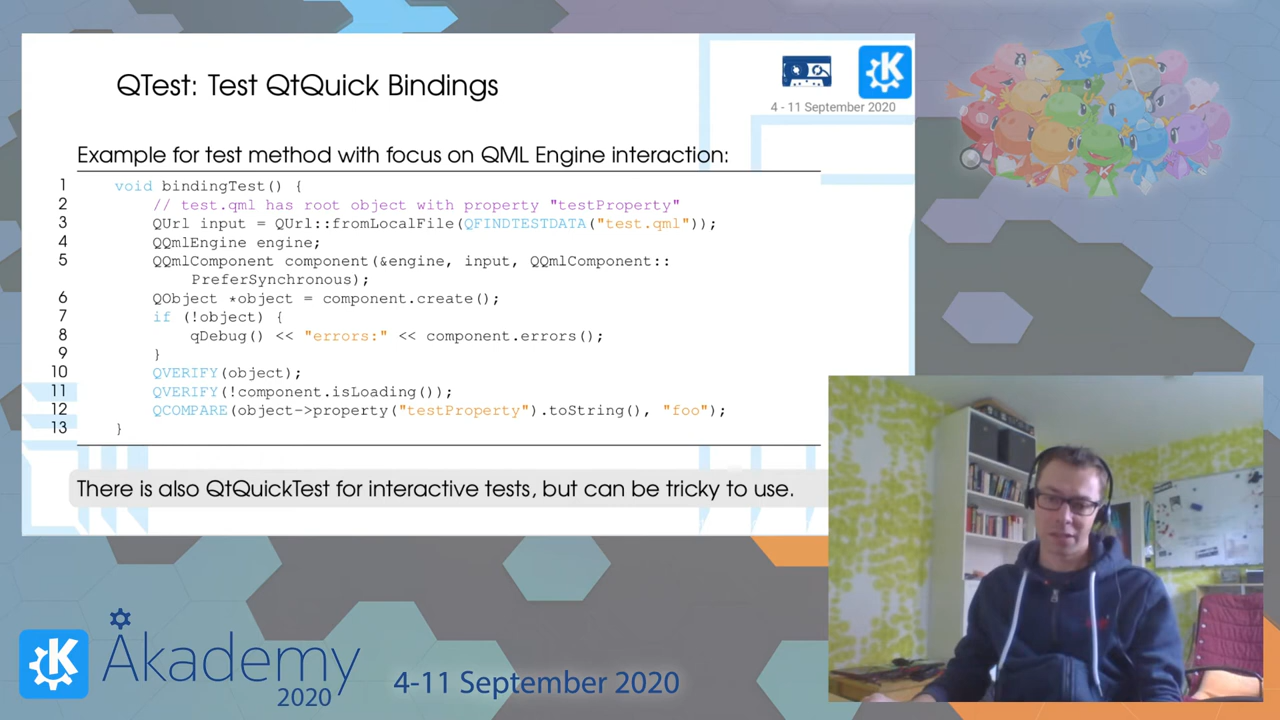 QTest: Test QtQuick Bindings
4 - 11 September 2020
Example for test method with focus on QML Engine interaction:
1 void bindingTest() {
2 // test.qml has root object with property "testProperty"
3 QUrl input = QUrl::fromLocalFile(QFINDTESTDATA("test.qml"));
4 QQmlEngine engine;
5 QQmlComponent component(&engine, input, QQmlComponent::
PreferSynchronous);
6 QObject *object = component.create();
7 if (!object) {
8 qDebug() << "errors:" << component.errors();
9 }
10 QVERIFY(object);
11 QVERIFY(!component.isLoading());
12 QCOMPARE(object->property("testProperty").toString(), "foo");
13 }
There is also QtQuickTest for interactive tests, but can be tricky to use.
Akademy
2020
4-11 September 2020